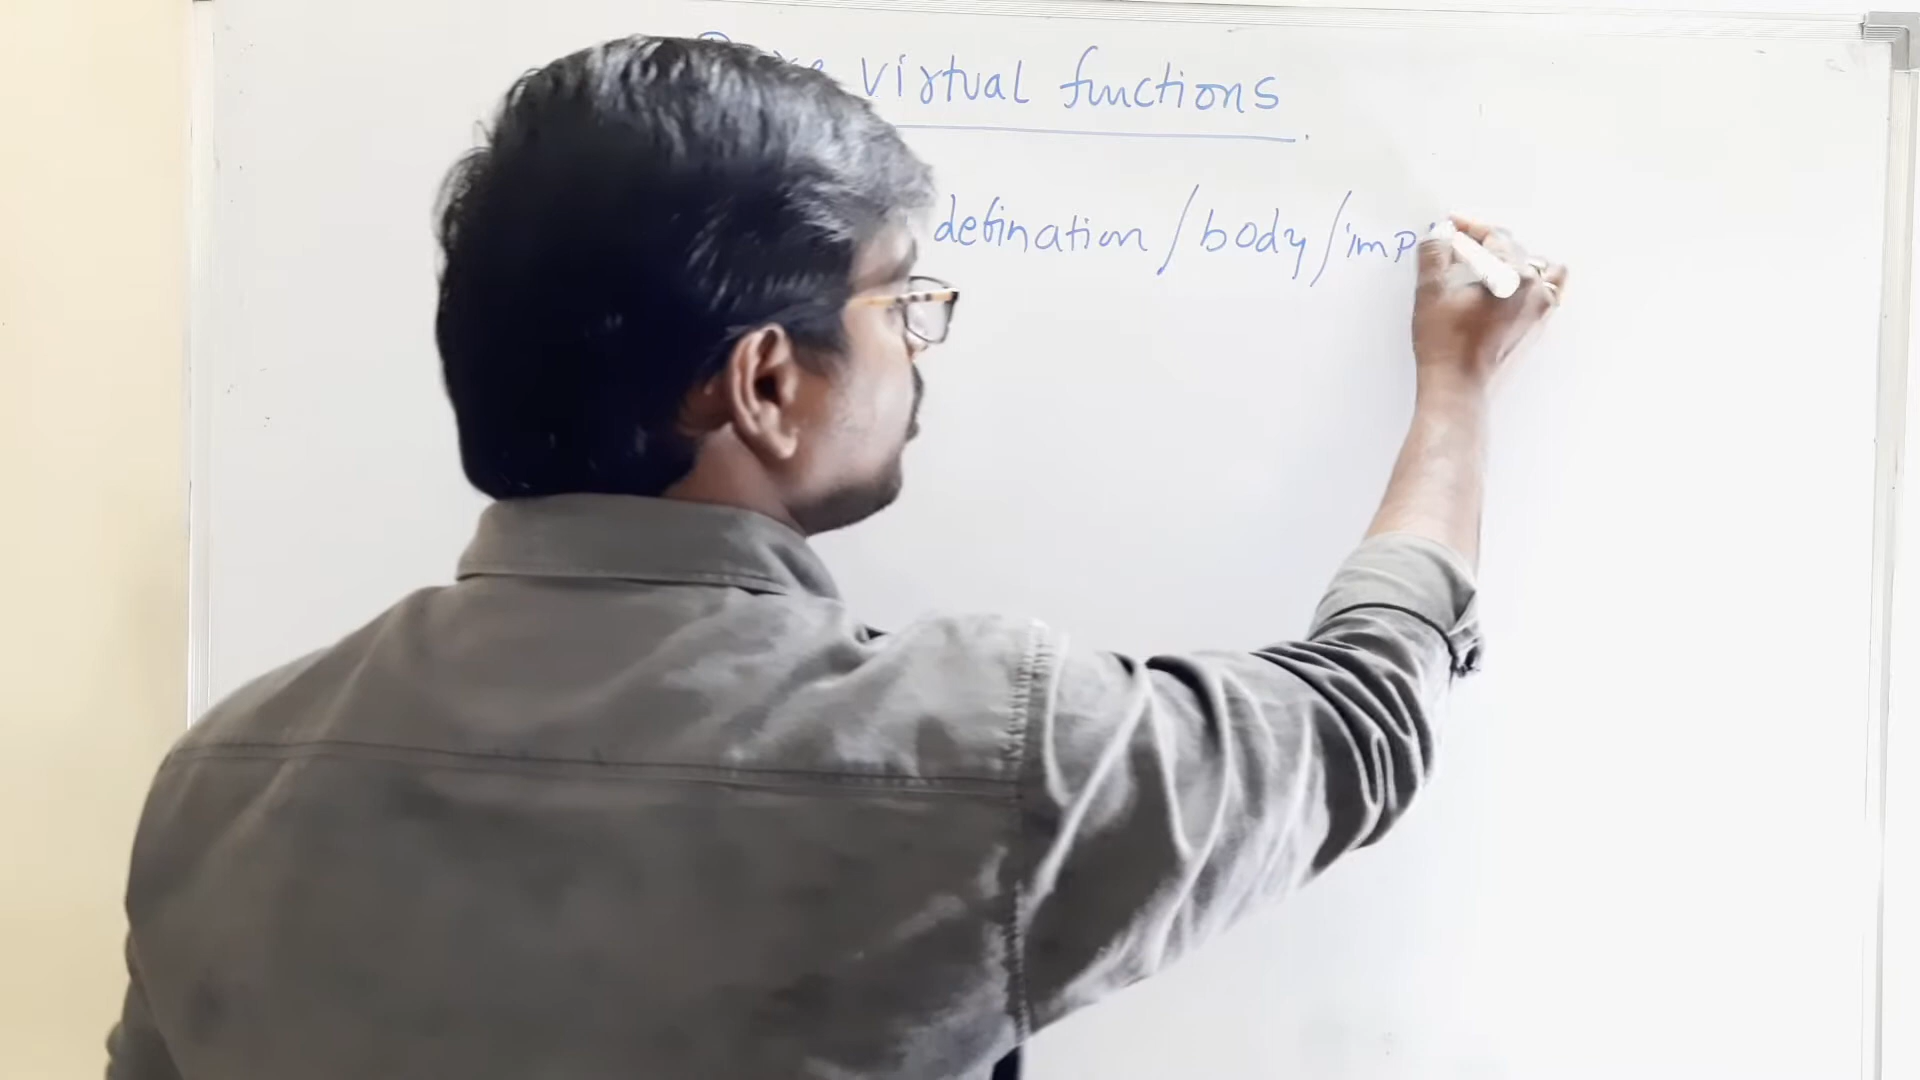 virtual functions
defination / body / imp